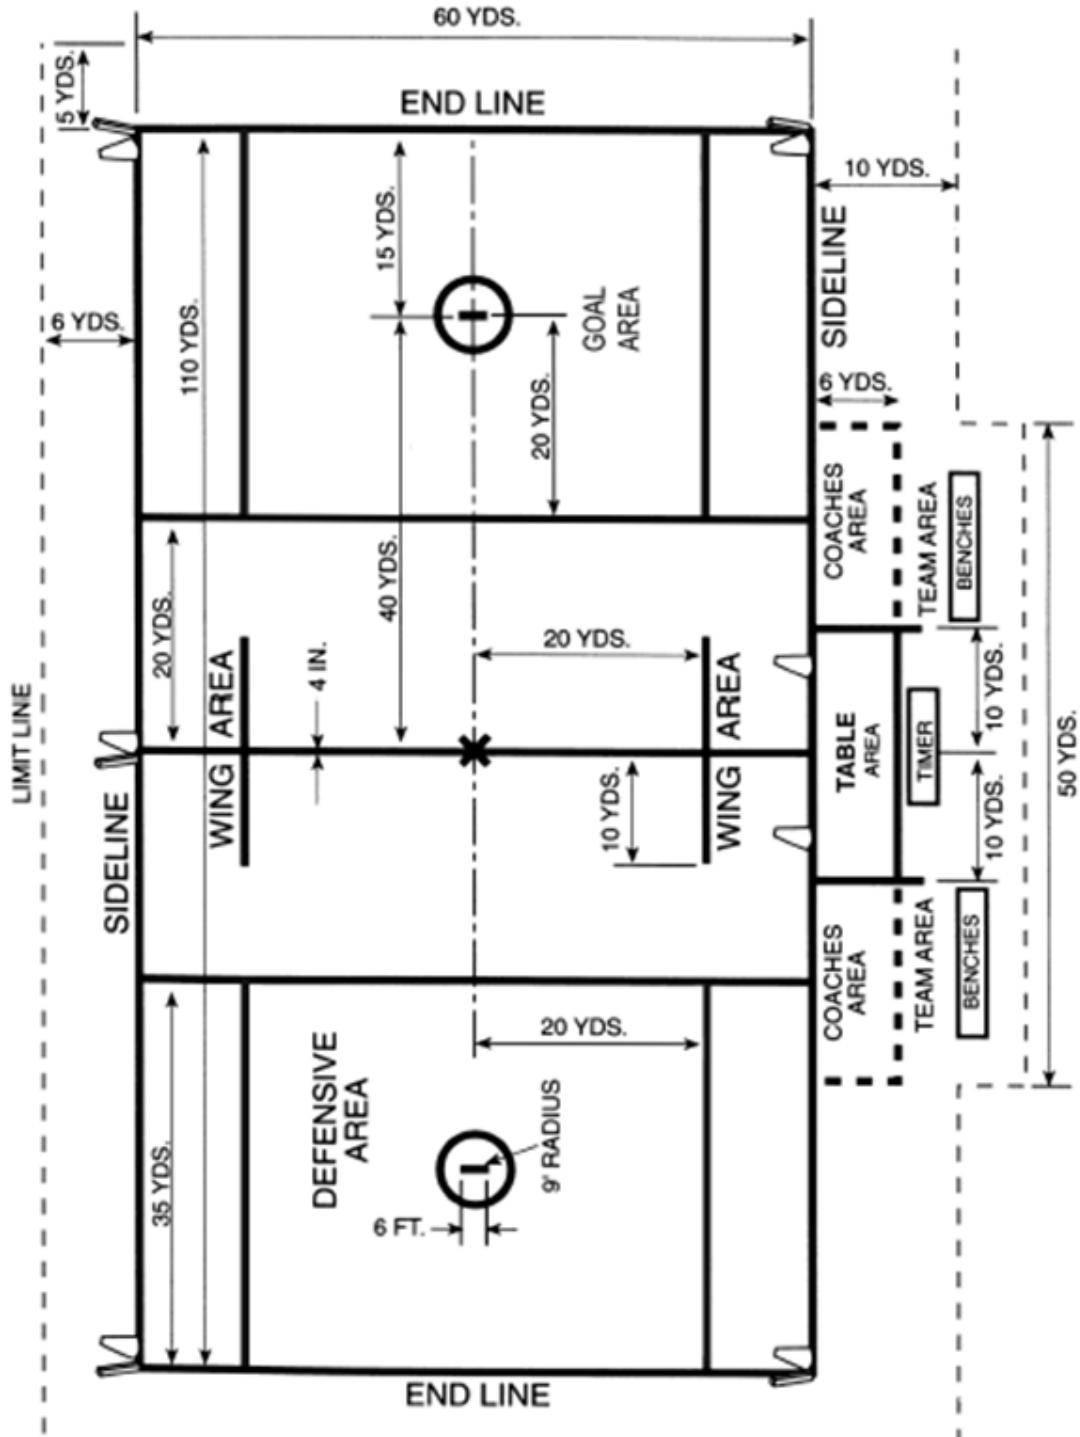 60 YDS.
5 YDS.
END LINE
10 YDS.
15 YDS.
SIDELINE
GOAL
AREA
6 YDS.
110 YDS.
20 YDS.
6 YDS.
COACHES
AREA
TEAM AREA
BENCHES
40 YDS.
20 YDS.
20 YDS.
4 IN.
WING AREA
WING AREA
10 YDS.
LIMIT LINE
TABLE
AREA
TIMER
50 YDS.
10 YDS.
10 YDS.
SIDELINE
COACHES
AREA
TEAM AREA
BENCHES
20 YDS.
DEFENSIVE
AREA
9' RADIUS
35 YDS.
6 FT.
END LINE